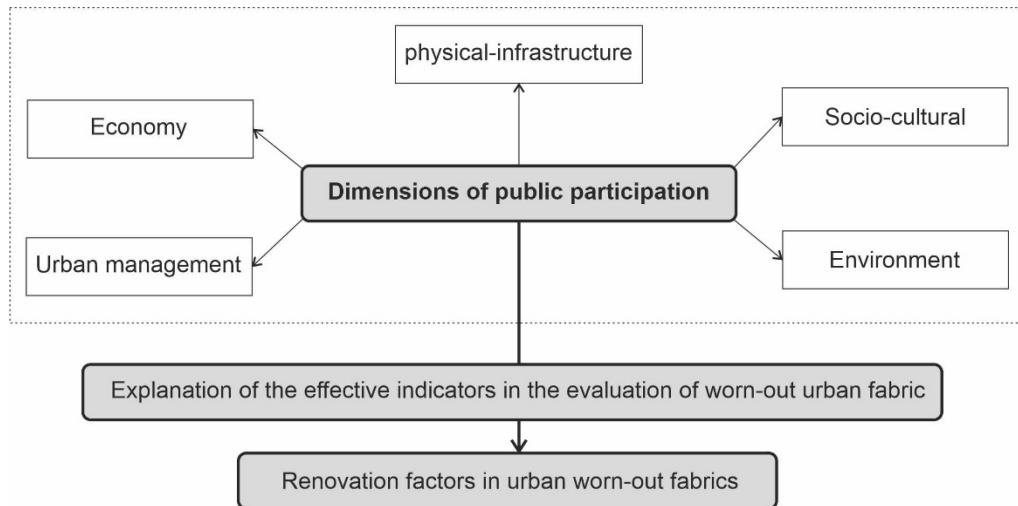 physical-infrastructure
Economy
Socio-cultural
Dimensions of public participation
Urban management
Environment
Explanation of the effective indicators in the evaluation of worn-out urban fabric
Renovation factors in urban worn-out fabrics